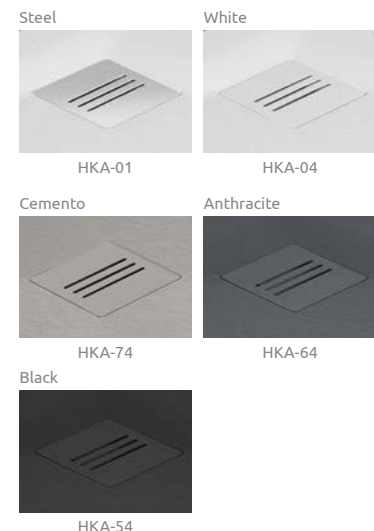 Steel
White
HKA-01
HKA-04
Cemento
Anthracite
HKA-74
HKA-64
Black
HKA-54